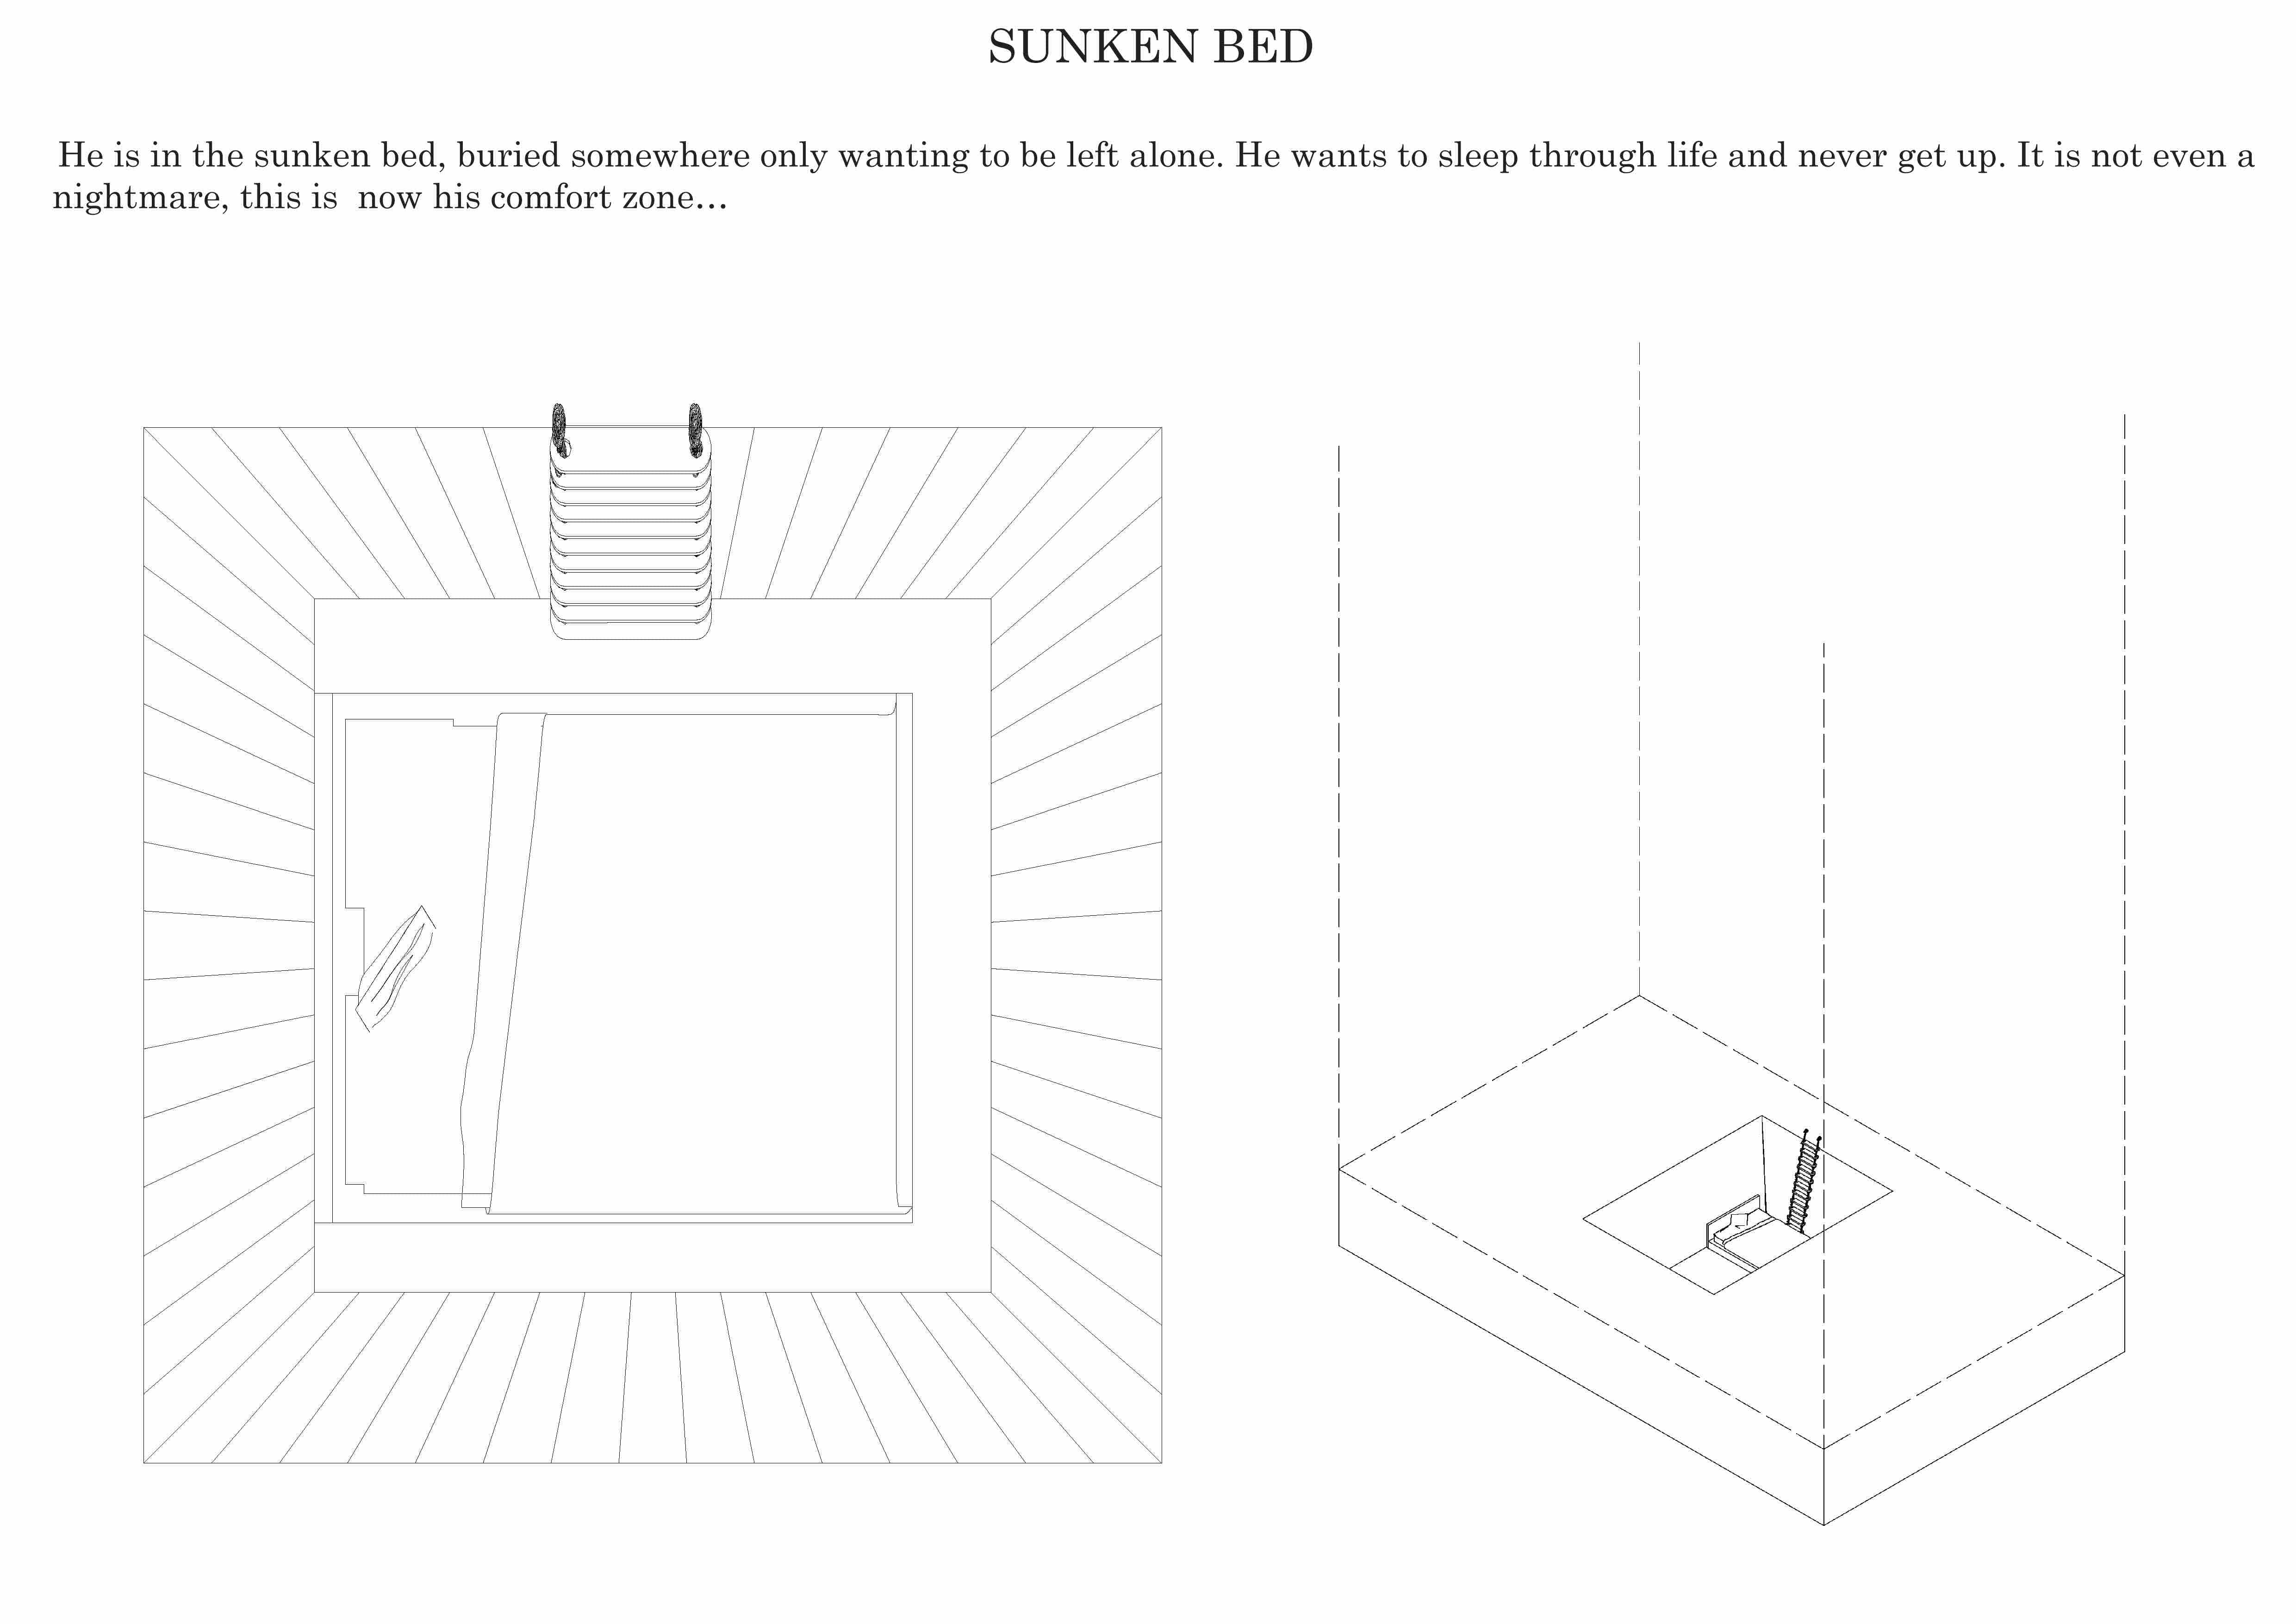 SUNKEN BED
He is in the sunken bed, buried somewhere only wanting to be left alone. He wants to sleep through life and never get up. It is not even a
nightmare, this is  now his comfort zone...